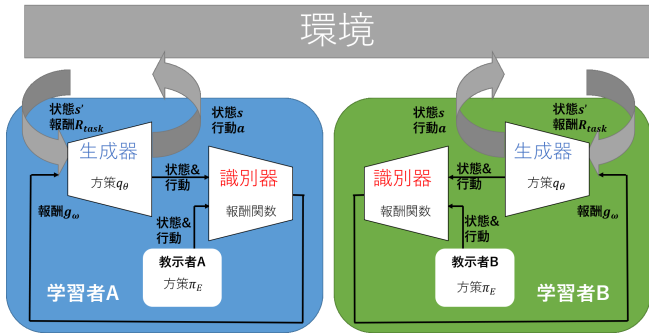 環境
状態s'
報酬R_task
状態s
行動a
生成器
方策q_θ
状態&
行動
識別器
報酬関数
報酬g_ω
状態&
行動
教示者A
方策π_E
学習者A
状態s
行動a
状態s'
報酬R_task
生成器
方策q_θ
状態&
行動
識別器
報酬関数
報酬g_ω
状態&
行動
教示者B
方策π_E
学習者B